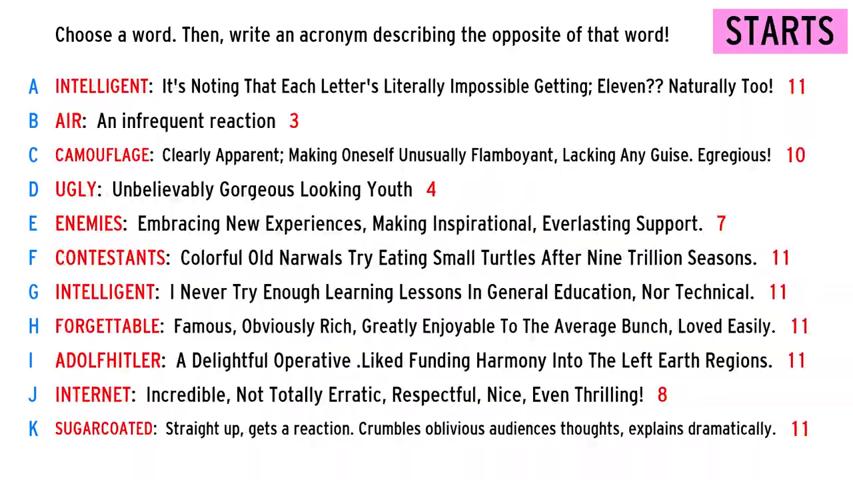 Choose a word. Then, write an acronym describing the opposite of that word!
STARTS
A INTELLIGENT: It's Noting That Each Letter's Literally Impossible Getting; Eleven?? Naturally Too! 11
B AIR: An infrequent reaction 3
C CAMOUFLAGE: Clearly Apparent; Making Oneself Unusually Flamboyant, Lacking Any Guise. Egregious! 10
D UGLY: Unbelievably Gorgeous Looking Youth 4
E ENEMIES: Embracing New Experiences, Making Inspirational, Everlasting Support. 7
F CONTESTANTS: Colorful Old Narwals Try Eating Small Turtles After Nine Trillion Seasons. 11
G INTELLIGENT: I Never Try Enough Learning Lessons In General Education, Nor Technical. 11
H FORGETTABLE: Famous, Obviously Rich, Greatly Enjoyable To The Average Bunch, Loved Easily. 11
I ADOLFHITLER: A Delightful Operative .Liked Funding Harmony Into The Left Earth Regions. 11
J INTERNET: Incredible, Not Totally Erratic, Respectful, Nice, Even Thrilling! 8
K SUGARCOATED: Straight up, gets a reaction. Crumbles oblivious audiences thoughts, explains dramatically. 11